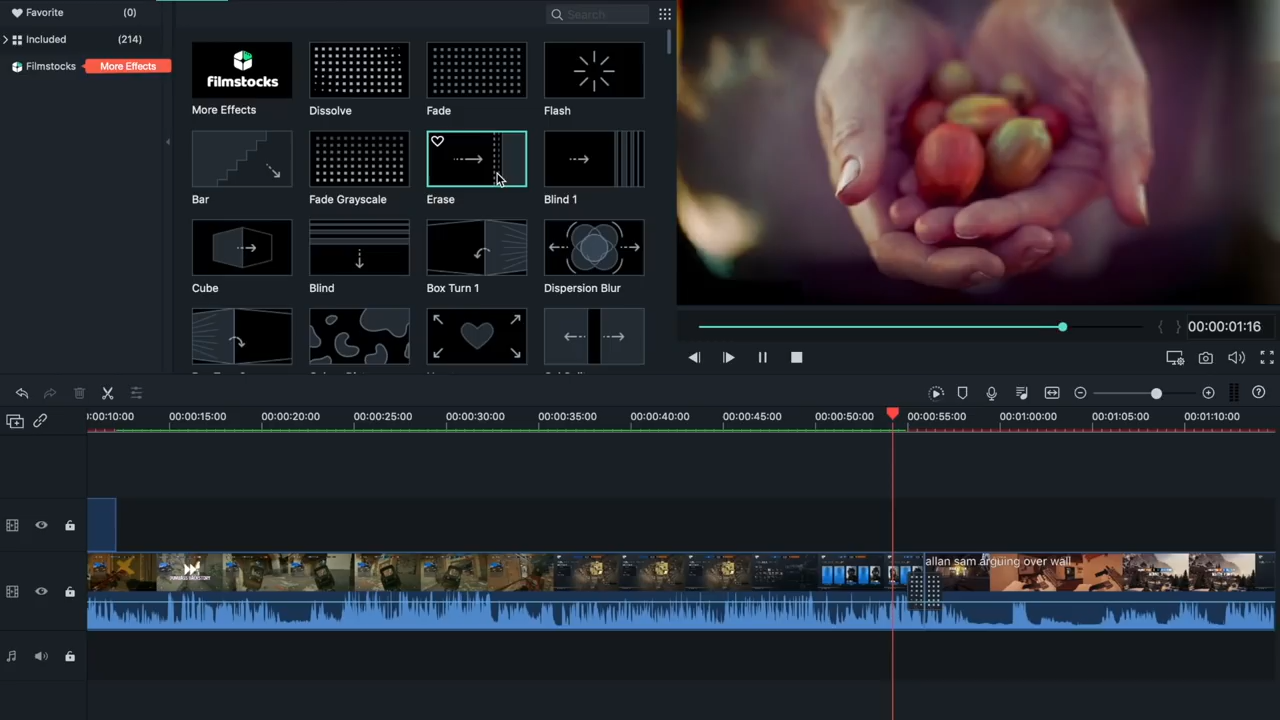 Favorite (0)
Included (214)
Filmstocks More Effects
Search
filmstocks
More Effects
Dissolve
Fade
Flash
Bar
Fade Grayscale
Erase
Blind 1
Cube
Blind
Box Turn 1
Dispersion Blur
00:00:01:16
00:00:15:00
00:00:20:00
00:00:25:00
00:00:30:00
00:00:35:00
00:00:40:00
00:00:45:00
00:00:50:00
00:00:55:00
00:01:00:00
00:01:05:00
00:01:10:00
allan sam arguing over wall